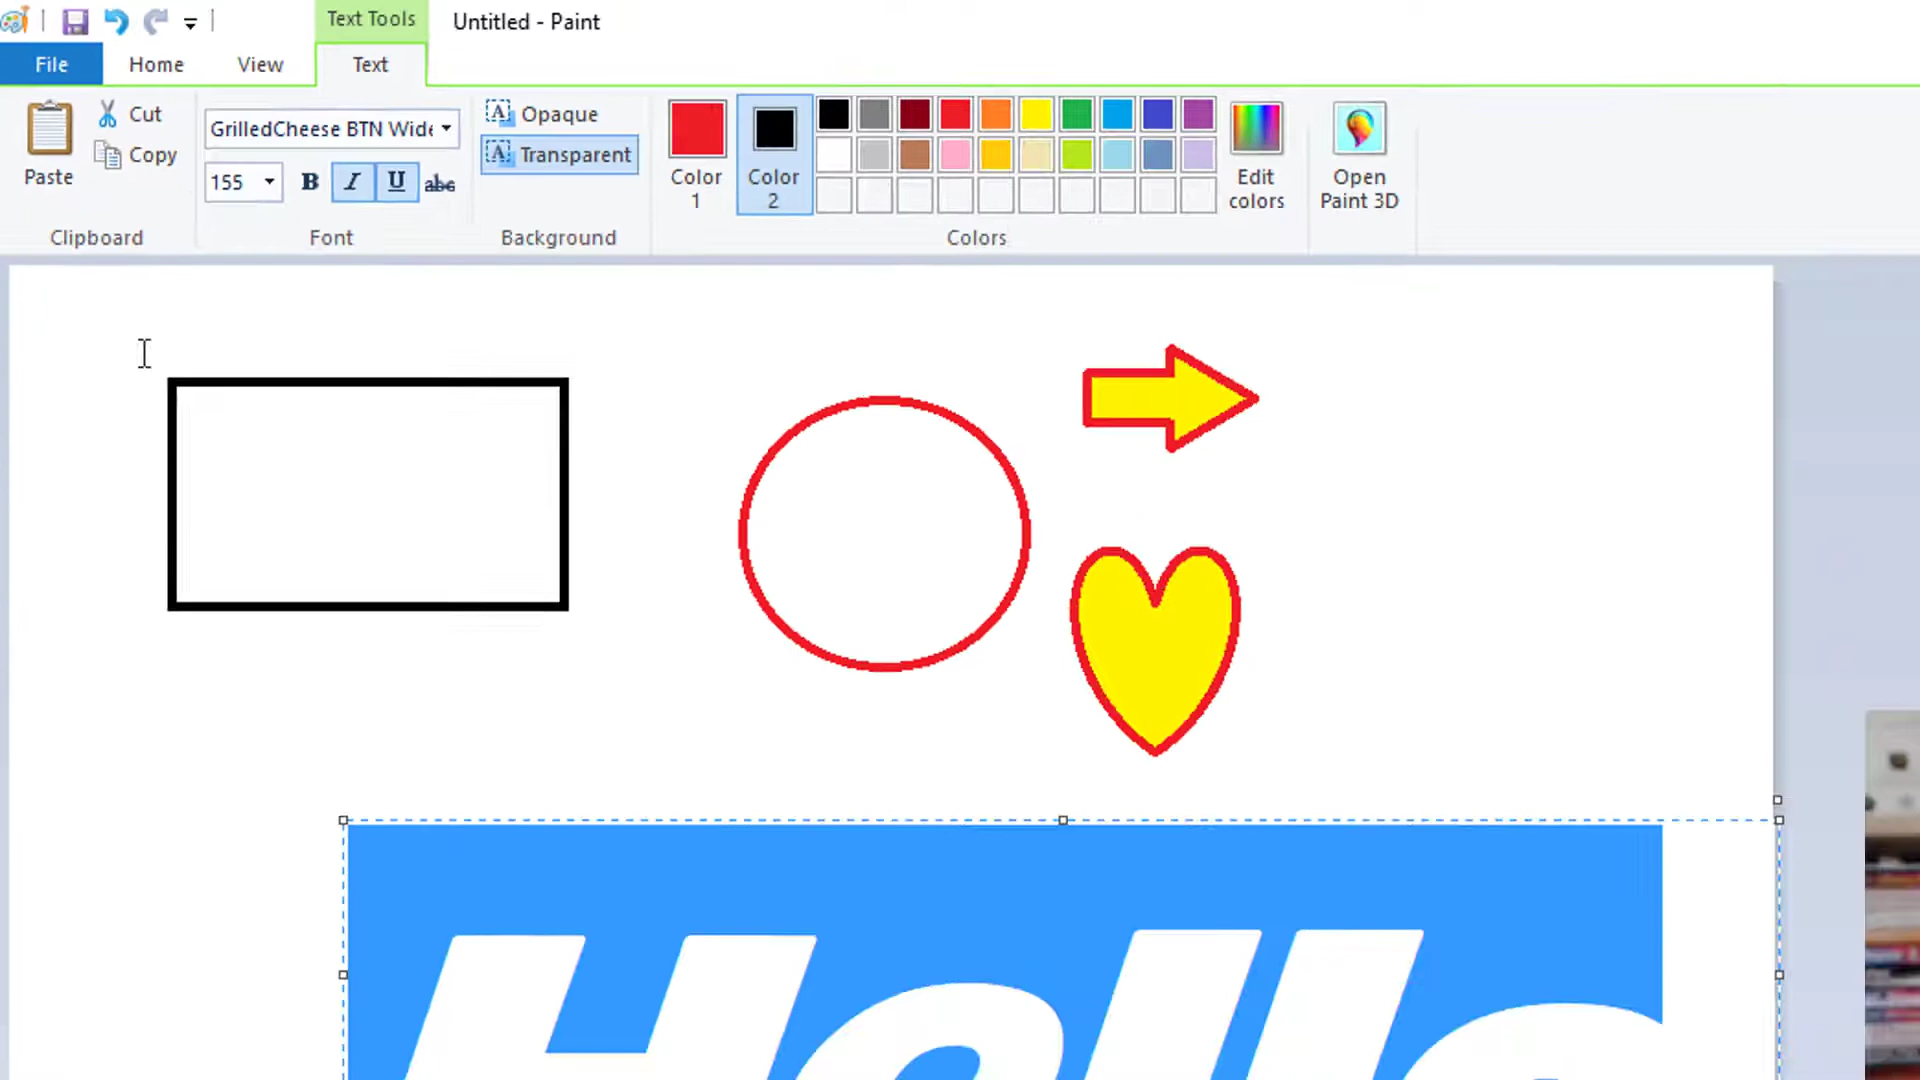 Text Tools
Untitled - Paint
File Home View Text
Paste
Cut
Copy
Clipboard
GrilledCheese BTN Wide
155 B I U abc
Font
A Opaque
A Transparent
Background
Color 1
Color 2
Colors
Edit colors
Open Paint 3D
Hello